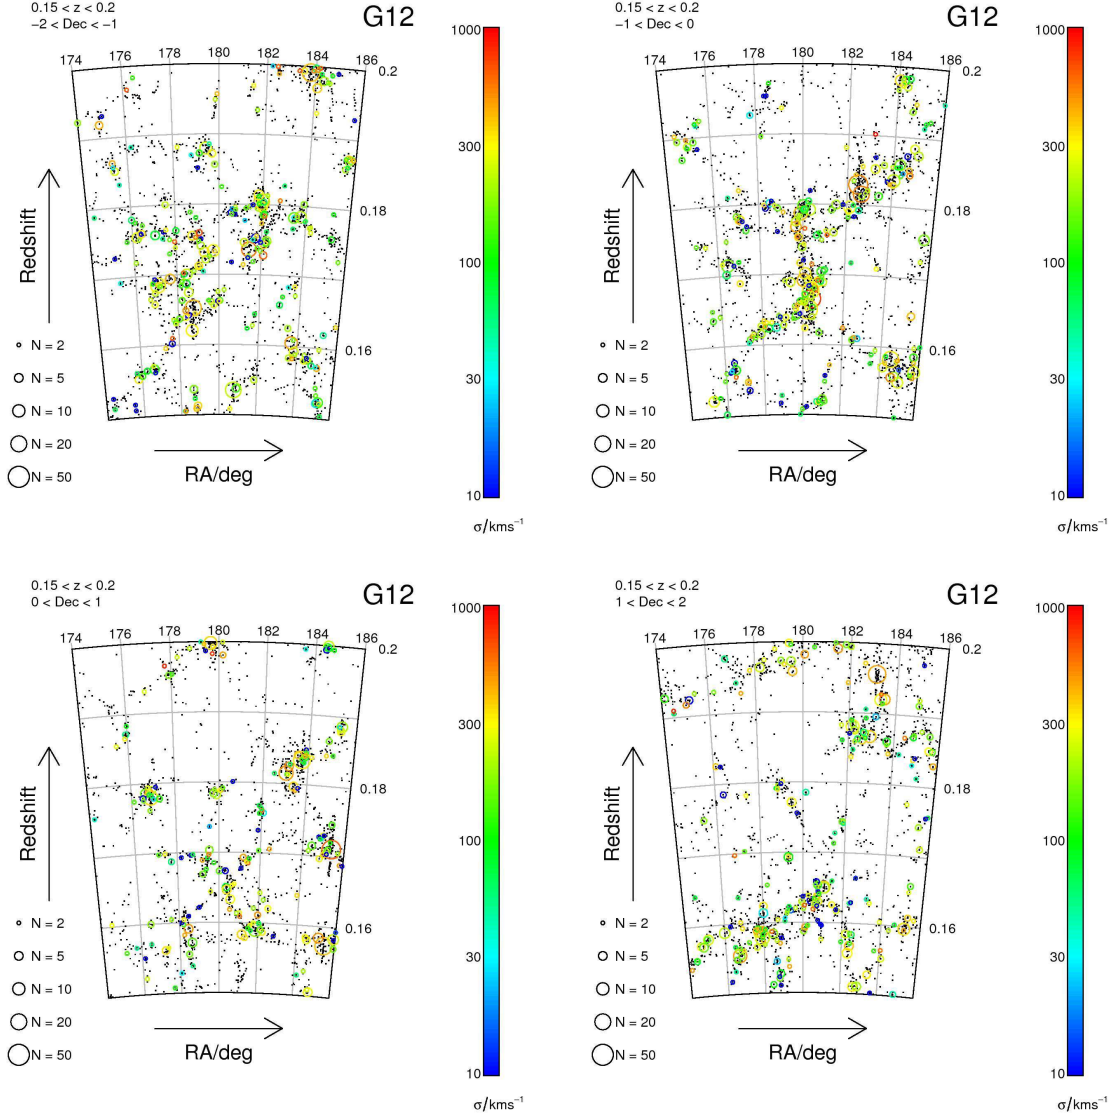 0.15 < z < 0.2
−2 < Dec < −1
G12
174 176 178 180 182 184 186
0.2
0.18
0.16
Redshift
RA/deg
N = 2
N = 5
N = 10
N = 20
N = 50
1000
300
100
30
10
σ/kms⁻¹
0.15 < z < 0.2
−1 < Dec < 0
G12
174 176 178 180 182 184 186
0.2
0.18
0.16
Redshift
RA/deg
N = 2
N = 5
N = 10
N = 20
N = 50
1000
300
100
30
10
σ/kms⁻¹
0.15 < z < 0.2
0 < Dec < 1
G12
174 176 178 180 182 184 186
0.2
0.18
0.16
Redshift
RA/deg
N = 2
N = 5
N = 10
N = 20
N = 50
1000
300
100
30
10
σ/kms⁻¹
0.15 < z < 0.2
1 < Dec < 2
G12
174 176 178 180 182 184 186
0.2
0.18
0.16
Redshift
RA/deg
N = 2
N = 5
N = 10
N = 20
N = 50
1000
300
100
30
10
σ/kms⁻¹